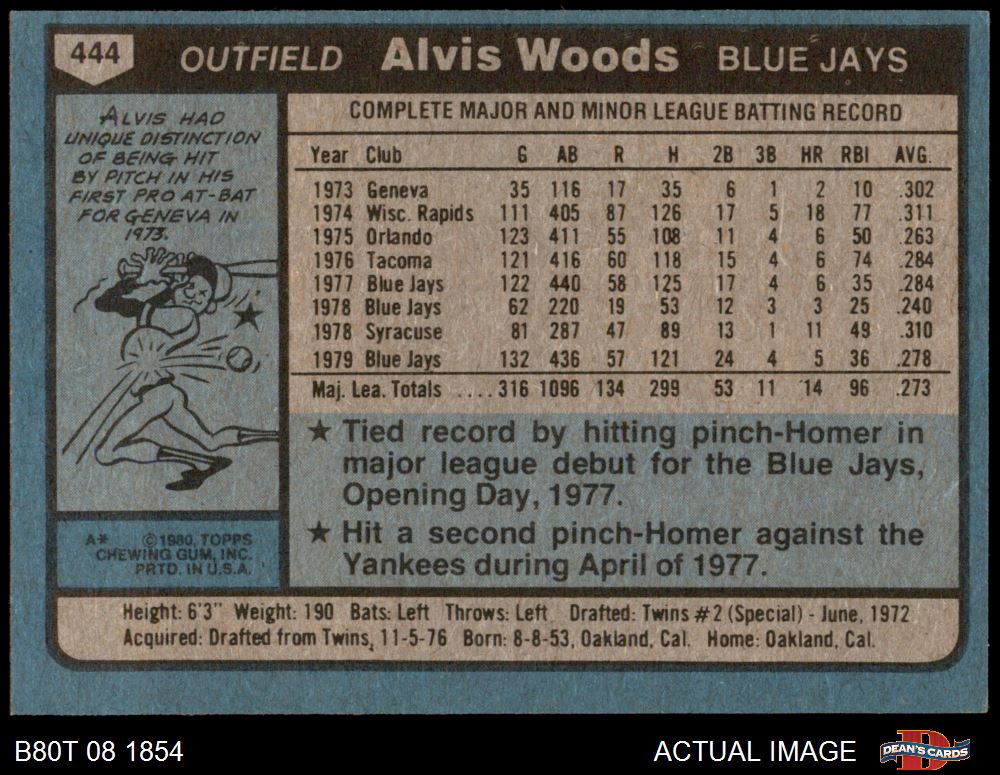 444 OUTFIELD Alvis Woods BLUE JAYS
ALVIS HAD
UNIQUE DISTINCTION
OF BEING HIT
BY PITCH IN HIS
FIRST PRO AT-BAT
FOR GENEVA IN
1973.
A* ©1980, TOPPS
CHEWING GUM, INC.
PRTD. IN U.S.A.
COMPLETE MAJOR AND MINOR LEAGUE BATTING RECORD
Year Club G AB R H 2B 3B HR RBI AVG.
1973 Geneva 35 116 17 35 6 1 2 10 .302
1974 Wisc. Rapids 111 405 87 126 17 5 18 77 .311
1975 Orlando 123 411 55 108 11 4 6 50 .263
1976 Tacoma 121 416 60 118 15 4 6 74 .284
1977 Blue Jays 122 440 58 125 17 4 6 35 .284
1978 Blue Jays 62 220 19 53 12 3 3 25 .240
1978 Syracuse 81 287 47 89 13 1 11 49 .310
1979 Blue Jays 132 436 57 121 24 4 5 36 .278
Maj. Lea. Totals .... 316 1096 134 299 53 11 14 96 .273
★ Tied record by hitting pinch-Homer in
major league debut for the Blue Jays,
Opening Day, 1977.
★ Hit a second pinch-Homer against the
Yankees during April of 1977.
Height: 6'3" Weight: 190 Bats: Left Throws: Left Drafted: Twins #2 (Special) - June, 1972
Acquired: Drafted from Twins, 11-5-76 Born: 8-8-53, Oakland, Cal. Home: Oakland, Cal.
B80T 08 1854 ACTUAL IMAGE DEAN'S CARDS